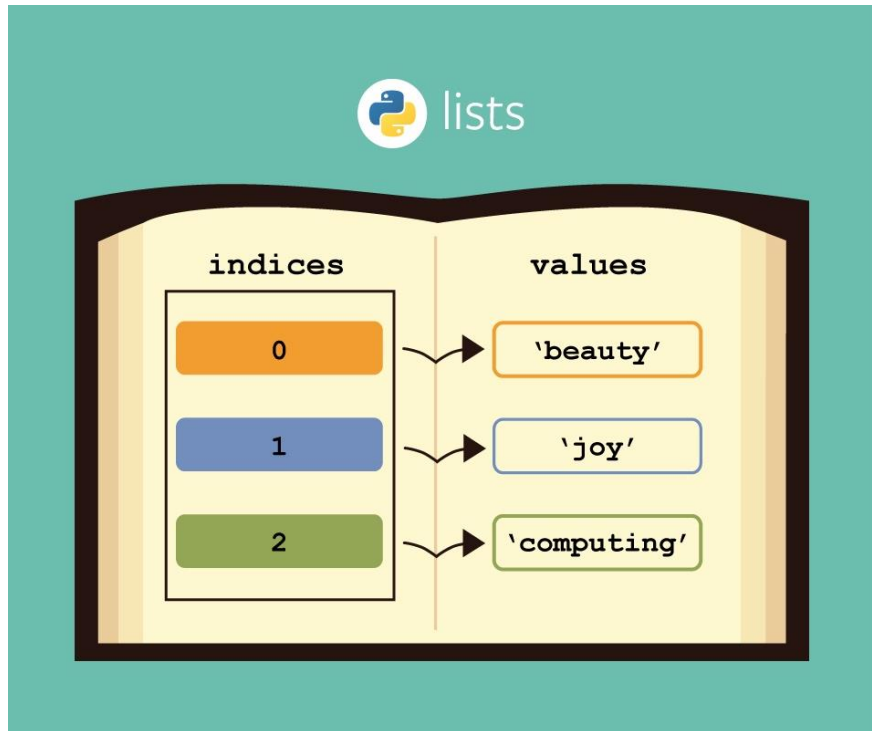 lists
indices values
0 ‘beauty’
1 ‘joy’
2 ‘computing’